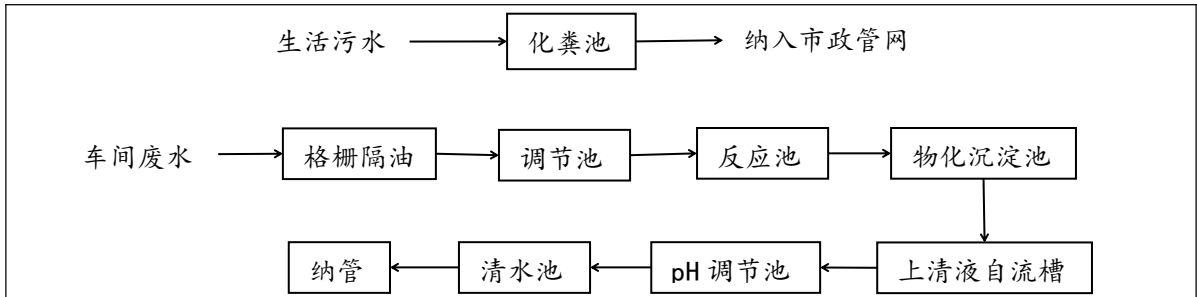 生活污水 化粪池 纳入市政管网
车间废水 格栅隔油 调节池 反应池 物化沉淀池
纳管 清水池 pH 调节池 上清液自流槽